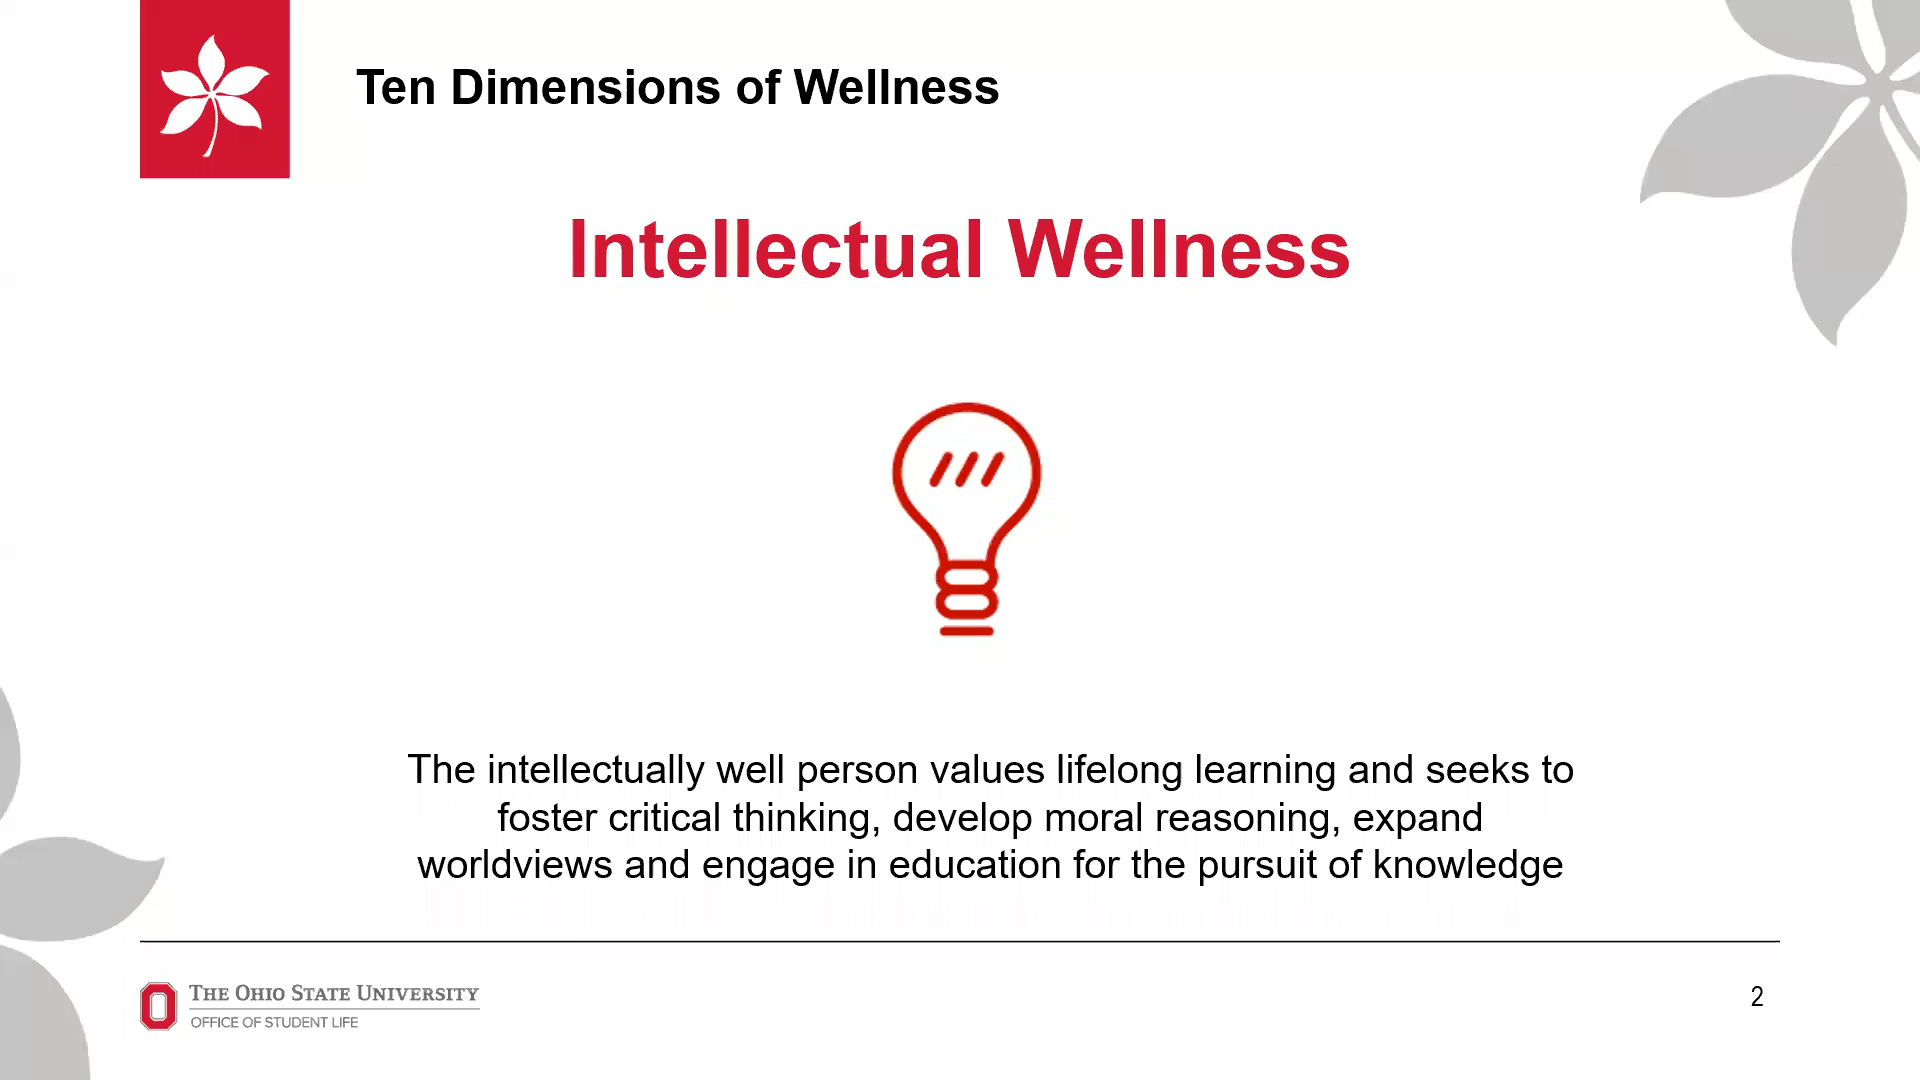 Ten Dimensions of Wellness
Intellectual Wellness
The intellectually well person values lifelong learning and seeks to
foster critical thinking, develop moral reasoning, expand
worldviews and engage in education for the pursuit of knowledge
THE OHIO STATE UNIVERSITY
OFFICE OF STUDENT LIFE
2